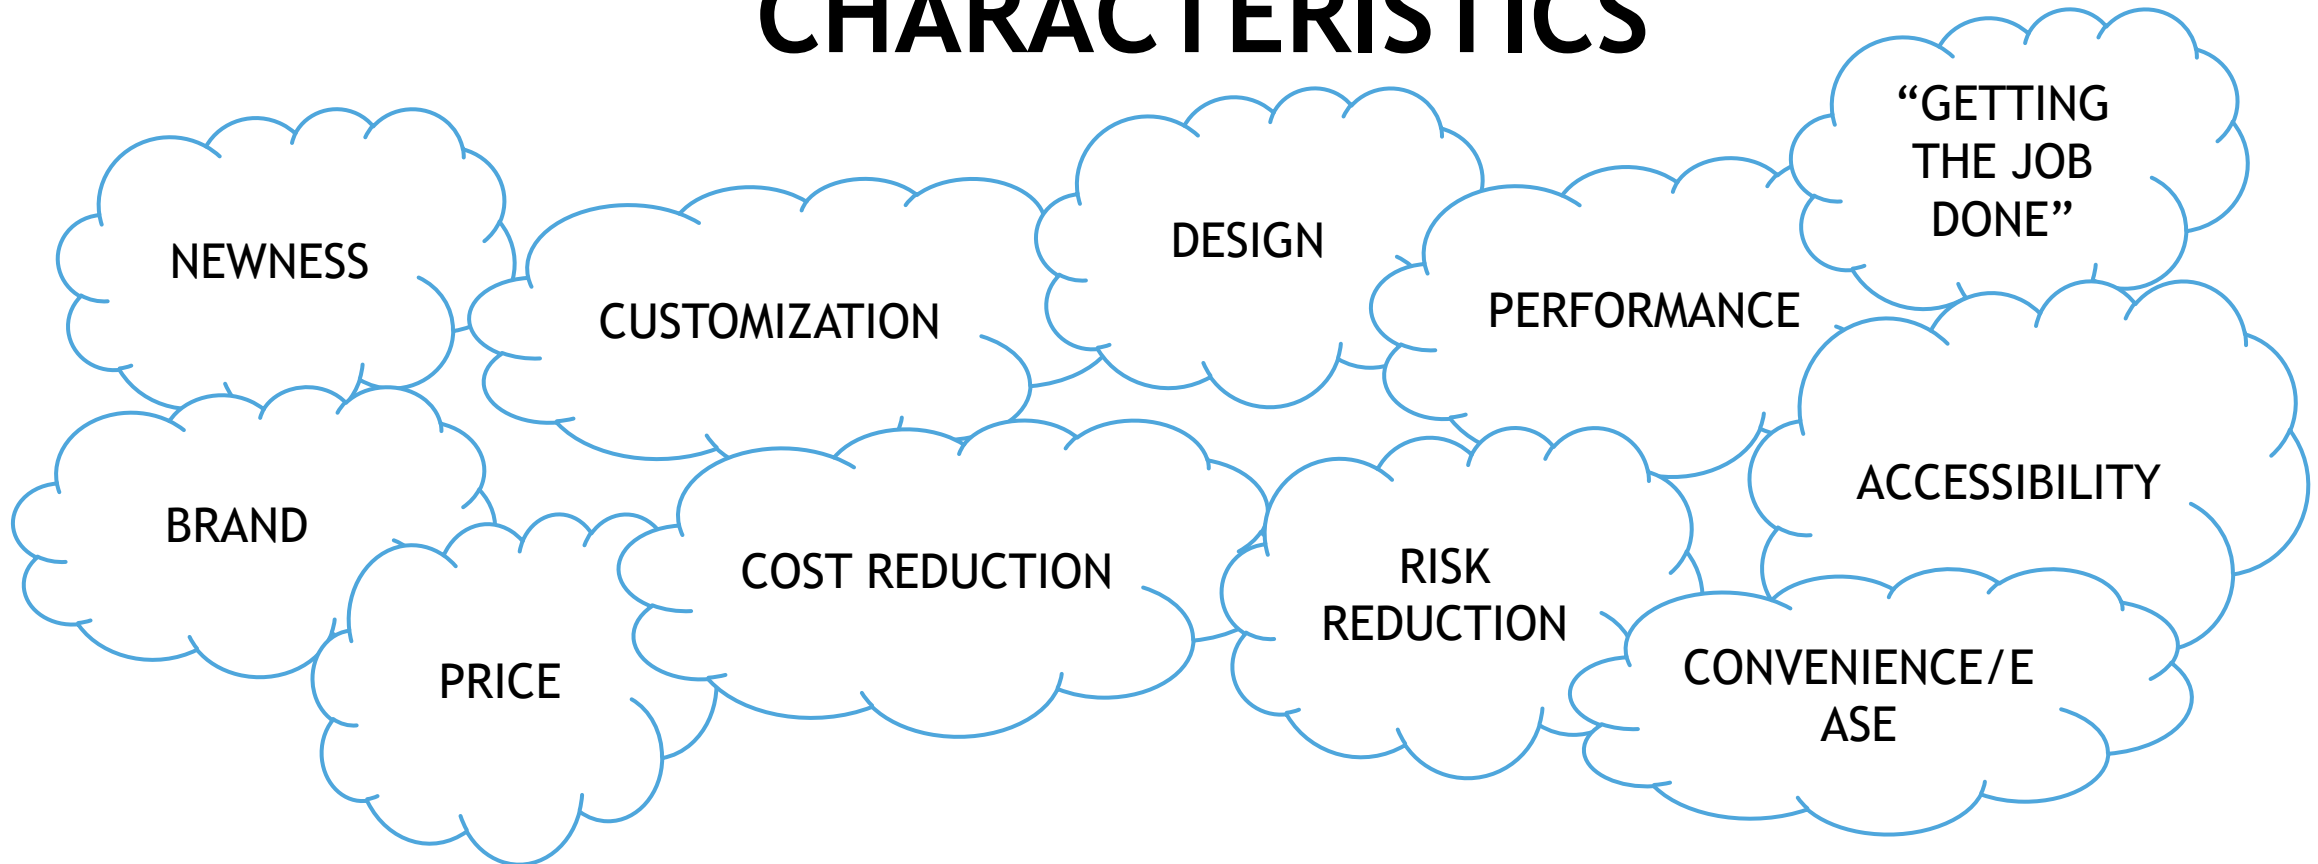 CHARACTERISTICS
“GETTING
THE JOB
DONE”
NEWNESS
CUSTOMIZATION
DESIGN
PERFORMANCE
BRAND
COST REDUCTION
RISK
REDUCTION
ACCESSIBILITY
PRICE
CONVENIENCE/E
ASE